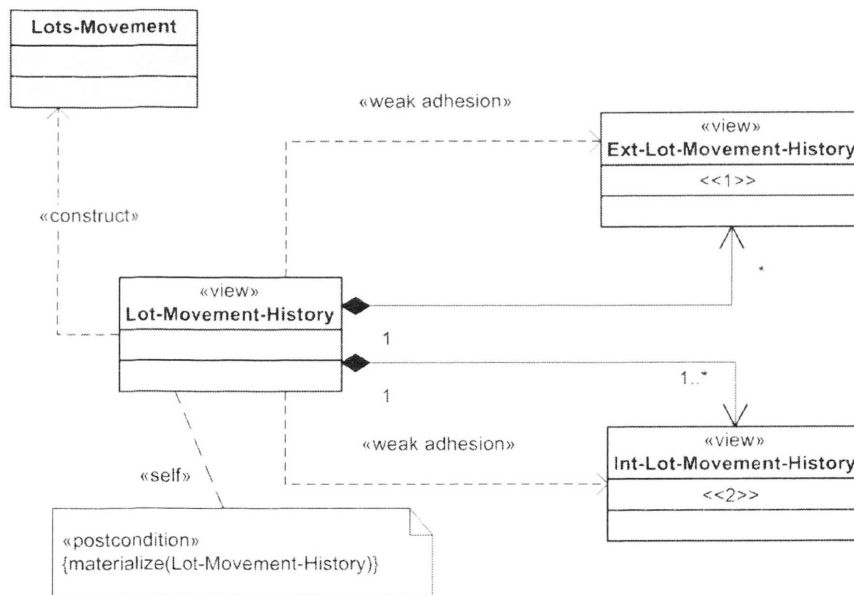 Lots-Movement
«weak adhesion»
«view»
Ext-Lot-Movement-History
<<1>>
«construct»
*
«view»
Lot-Movement-History
1
1..*
1
«weak adhesion»
«view»
Int-Lot-Movement-History
<<2>>
«self»
«postcondition»
{materialize(Lot-Movement-History)}